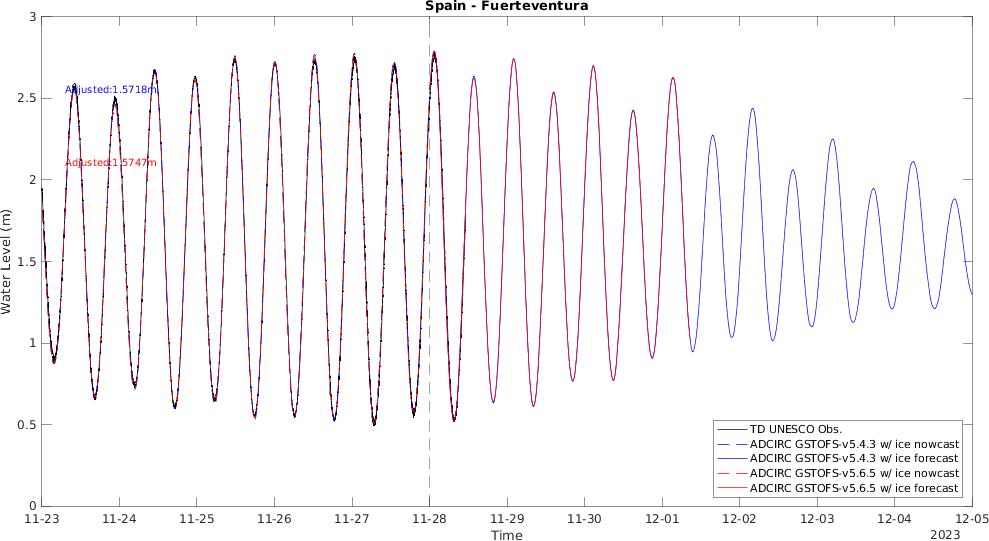 Spain - Fuerteventura
3
2.5
2
1.5
1
0.5
0
Water Level (m)
Adjusted:1.5718m
Adjusted:1.5747m
TD UNESCO Obs.
ADCIRC GSTOFS-v5.4.3 w/ ice nowcast
ADCIRC GSTOFS-v5.4.3 w/ ice forecast
ADCIRC GSTOFS-v5.6.5 w/ ice nowcast
ADCIRC GSTOFS-v5.6.5 w/ ice forecast
11-23 11-24 11-25 11-26 11-27 11-28 11-29 11-30 12-01 12-02 12-03 12-04 12-05
Time
2023